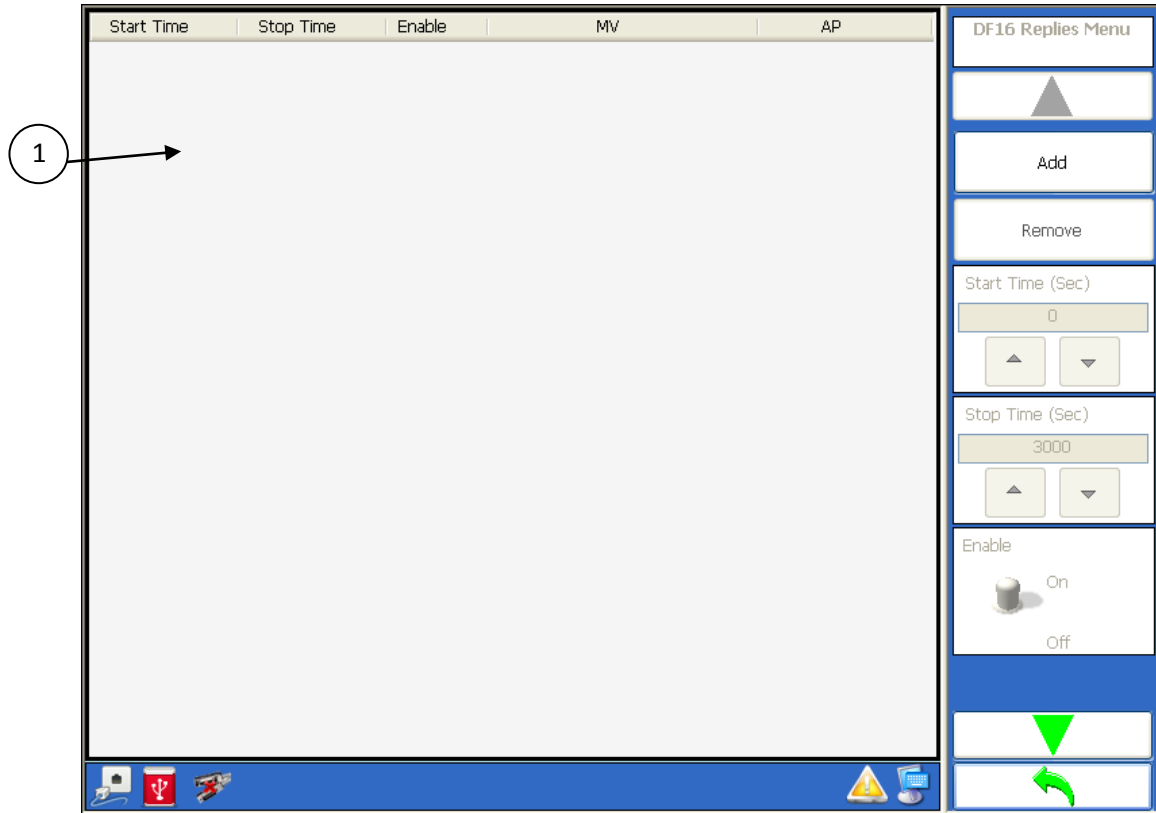 Start Time Stop Time Enable MV AP
DF16 Replies Menu
1
Add
Remove
Start Time (Sec)
0
Stop Time (Sec)
3000
Enable
On
Off